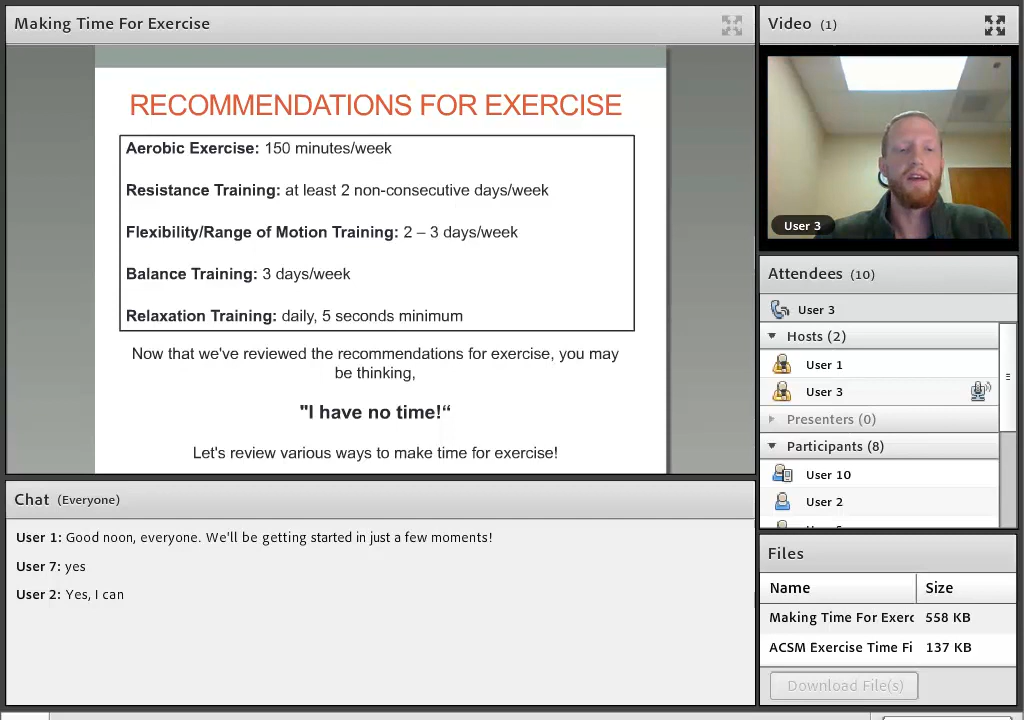 Making Time For Exercise
RECOMMENDATIONS FOR EXERCISE
Aerobic Exercise: 150 minutes/week
Resistance Training: at least 2 non-consecutive days/week
Flexibility/Range of Motion Training: 2 – 3 days/week
Balance Training: 3 days/week
Relaxation Training: daily, 5 seconds minimum
Now that we've reviewed the recommendations for exercise, you may
be thinking,
"I have no time!“
Let's review various ways to make time for exercise!
Chat (Everyone)
User 1: Good noon, everyone. We'll be getting started in just a few moments!
User 7: yes
User 2: Yes, I can
Video (1)
User 3
Attendees (10)
User 3
Hosts (2)
User 1
User 3
Presenters (0)
Participants (8)
User 10
User 2
Files
Name Size
Making Time For Exerc 558 KB
ACSM Exercise Time Fi 137 KB
Download File(s)